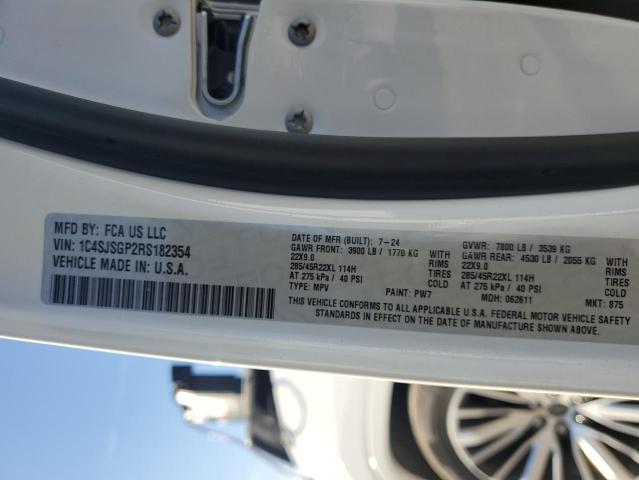 MFD BY: FCA US LLC
VIN: 1C4SJSGP2RS182354
VEHICLE MADE IN: U.S.A.
DATE OF MFR (BUILT): 7-24
GAWR FRONT: 3900 LB / 1770 KG WITH
22X9.0 RIMS
285/45R22XL 114H TIRES
AT 275 kPa / 40 PSI COLD
TYPE: MPV PAINT: PW7
GVWR: 7800 LB / 3539 KG
GAWR REAR: 4530 LB / 2055 KG WITH
22X9.0 RIMS
285/45R22XL 114H TIRES
AT 275 kPa / 40 PSI COLD
MDH: 062611 MKT: 875
THIS VEHICLE CONFORMS TO ALL APPLICABLE U.S.A. FEDERAL MOTOR VEHICLE SAFETY
STANDARDS IN EFFECT ON THE DATE OF MANUFACTURE SHOWN ABOVE.